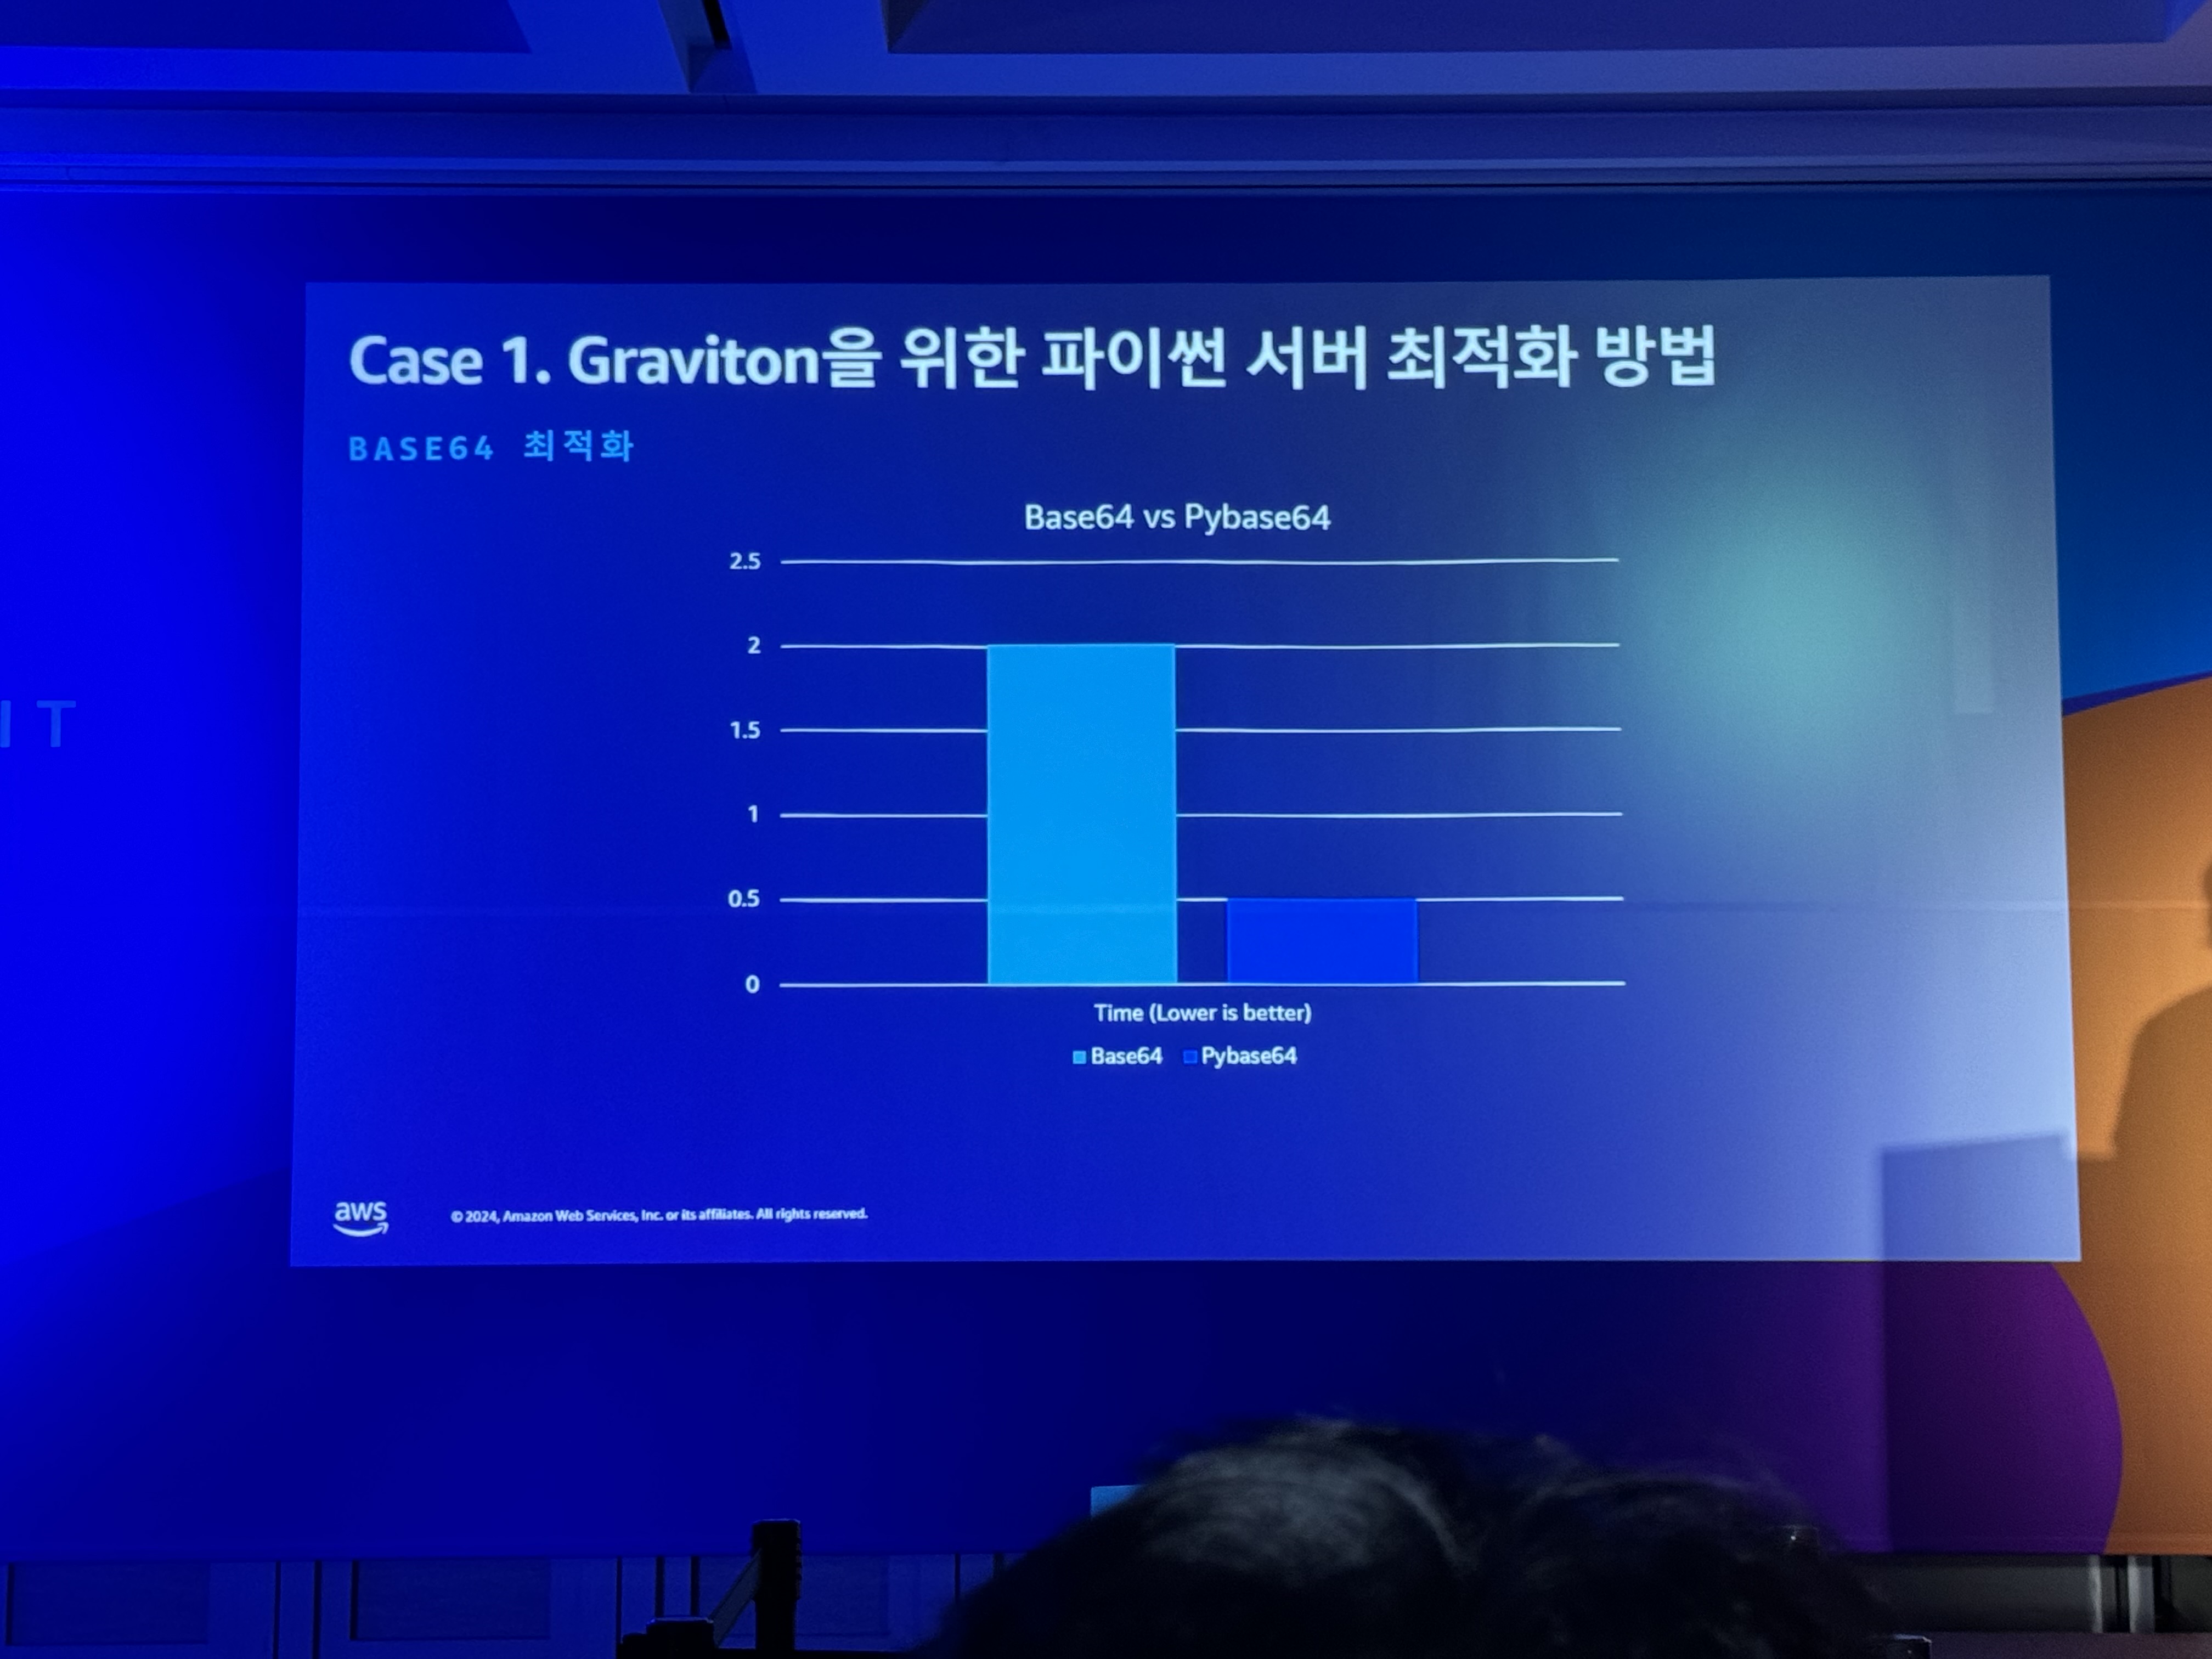 Case 1. Graviton을 위한 파이썬 서버 최적화 방법
BASE64 최적화
Base64 vs Pybase64
2.5
2
1.5
1
0.5
0
Time (Lower is better)
Base64 Pybase64
IT
aws © 2024, Amazon Web Services, Inc. or its affiliates. All rights reserved.